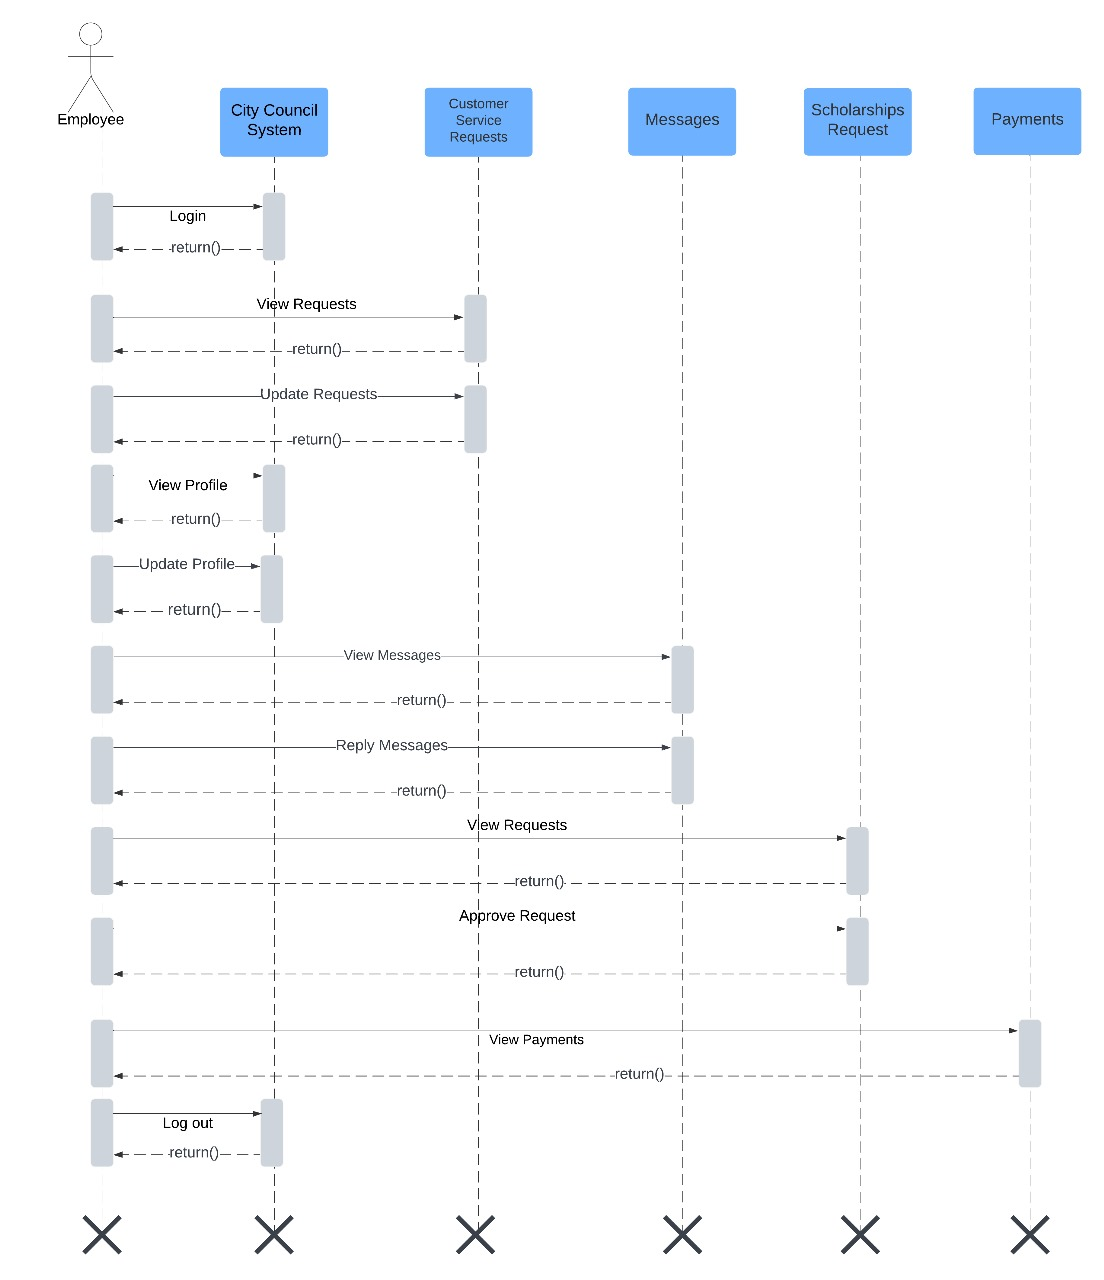 Employee
City Council
System
Customer
Service
Requests
Messages
Scholarships
Request
Payments
Login
return()
View Requests
return()
Update Requests
return()
View Profile
return()
Update Profile
return()
View Messages
return()
Reply Messages
return()
View Requests
return()
Approve Request
return()
View Payments
return()
Log out
return()